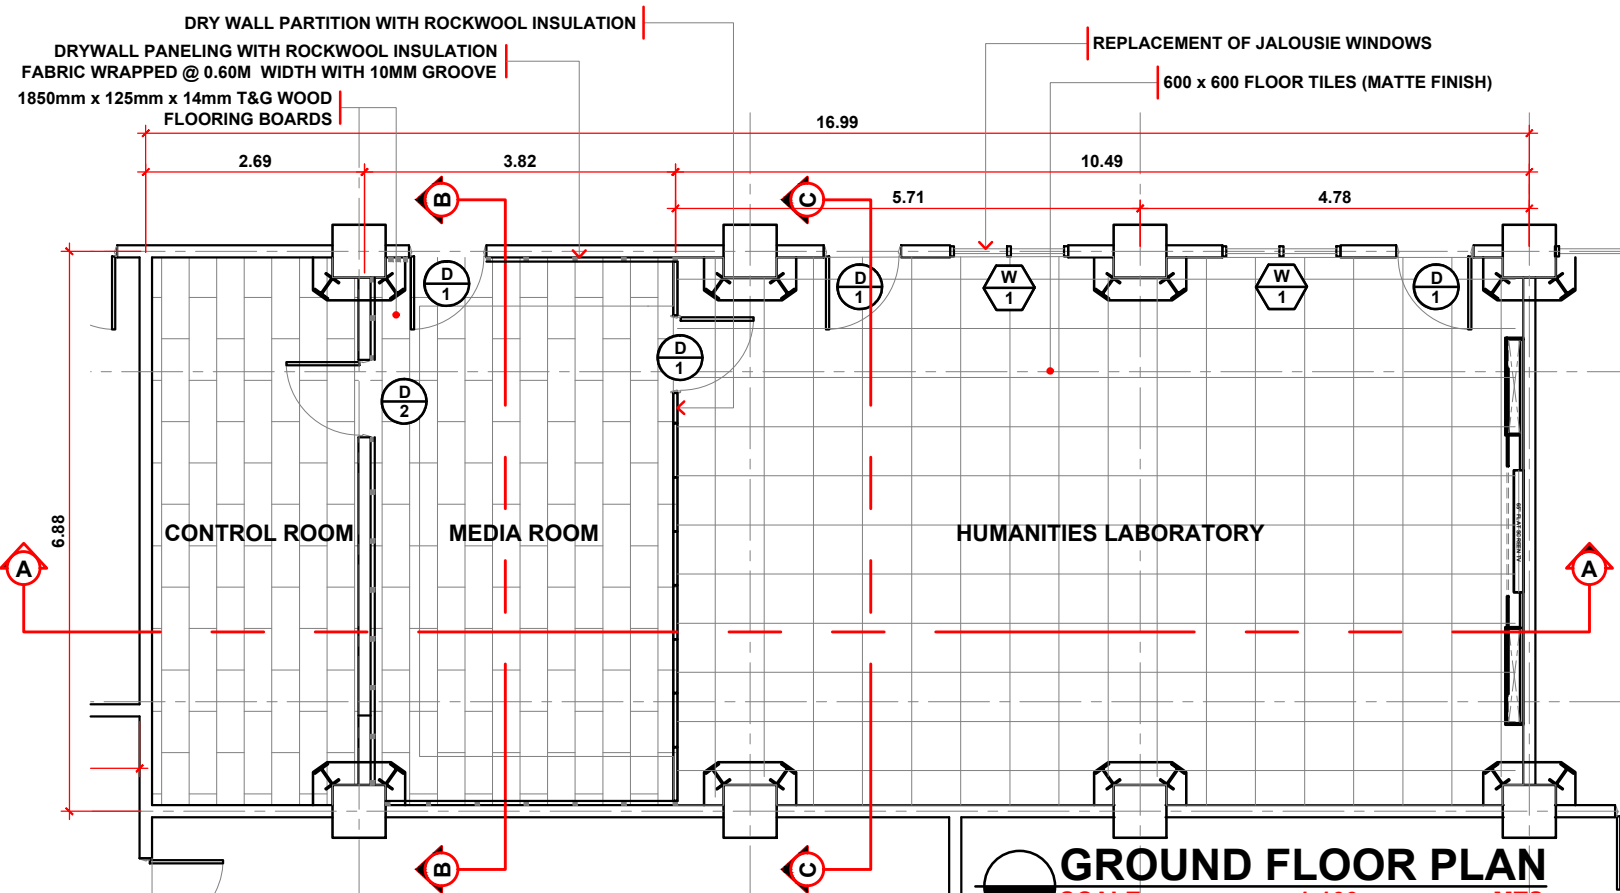 DRY WALL PARTITION WITH ROCKWOOL INSULATION
DRYWALL PANELING WITH ROCKWOOL INSULATION
FABRIC WRAPPED @ 0.60M WIDTH WITH 10MM GROOVE
1850mm x 125mm x 14mm T&G WOOD
FLOORING BOARDS
REPLACEMENT OF JALOUSIE WINDOWS
600 x 600 FLOOR TILES (MATTE FINISH)
16.99
2.69
3.82
10.49
5.71
4.78
B
C
D
1
D
1
W
1
W
1
D
1
D
1
D
2
6.88
CONTROL ROOM
MEDIA ROOM
HUMANITIES LABORATORY
A
A
B
C
GROUND FLOOR PLAN